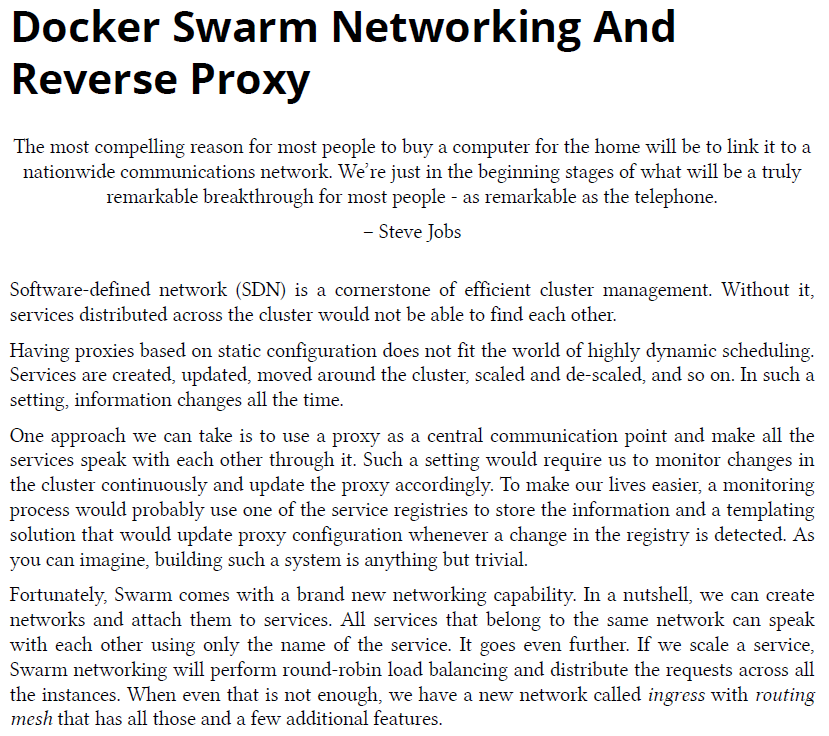 Docker Swarm Networking And
Reverse Proxy
The most compelling reason for most people to buy a computer for the home will be to link it to a
nationwide communications network. We're just in the beginning stages of what will be a truly
remarkable breakthrough for most people - as remarkable as the telephone.
– Steve Jobs
Software-defined network (SDN) is a cornerstone of efficient cluster management. Without it,
services distributed across the cluster would not be able to find each other.
Having proxies based on static configuration does not fit the world of highly dynamic scheduling.
Services are created, updated, moved around the cluster, scaled and de-scaled, and so on. In such a
setting, information changes all the time.
One approach we can take is to use a proxy as a central communication point and make all the
services speak with each other through it. Such a setting would require us to monitor changes in
the cluster continuously and update the proxy accordingly. To make our lives easier, a monitoring
process would probably use one of the service registries to store the information and a templating
solution that would update proxy configuration whenever a change in the registry is detected. As
you can imagine, building such a system is anything but trivial.
Fortunately, Swarm comes with a brand new networking capability. In a nutshell, we can create
networks and attach them to services. All services that belong to the same network can speak
with each other using only the name of the service. It goes even further. If we scale a service,
Swarm networking will perform round-robin load balancing and distribute the requests across all
the instances. When even that is not enough, we have a new network called ingress with routing
mesh that has all those and a few additional features.